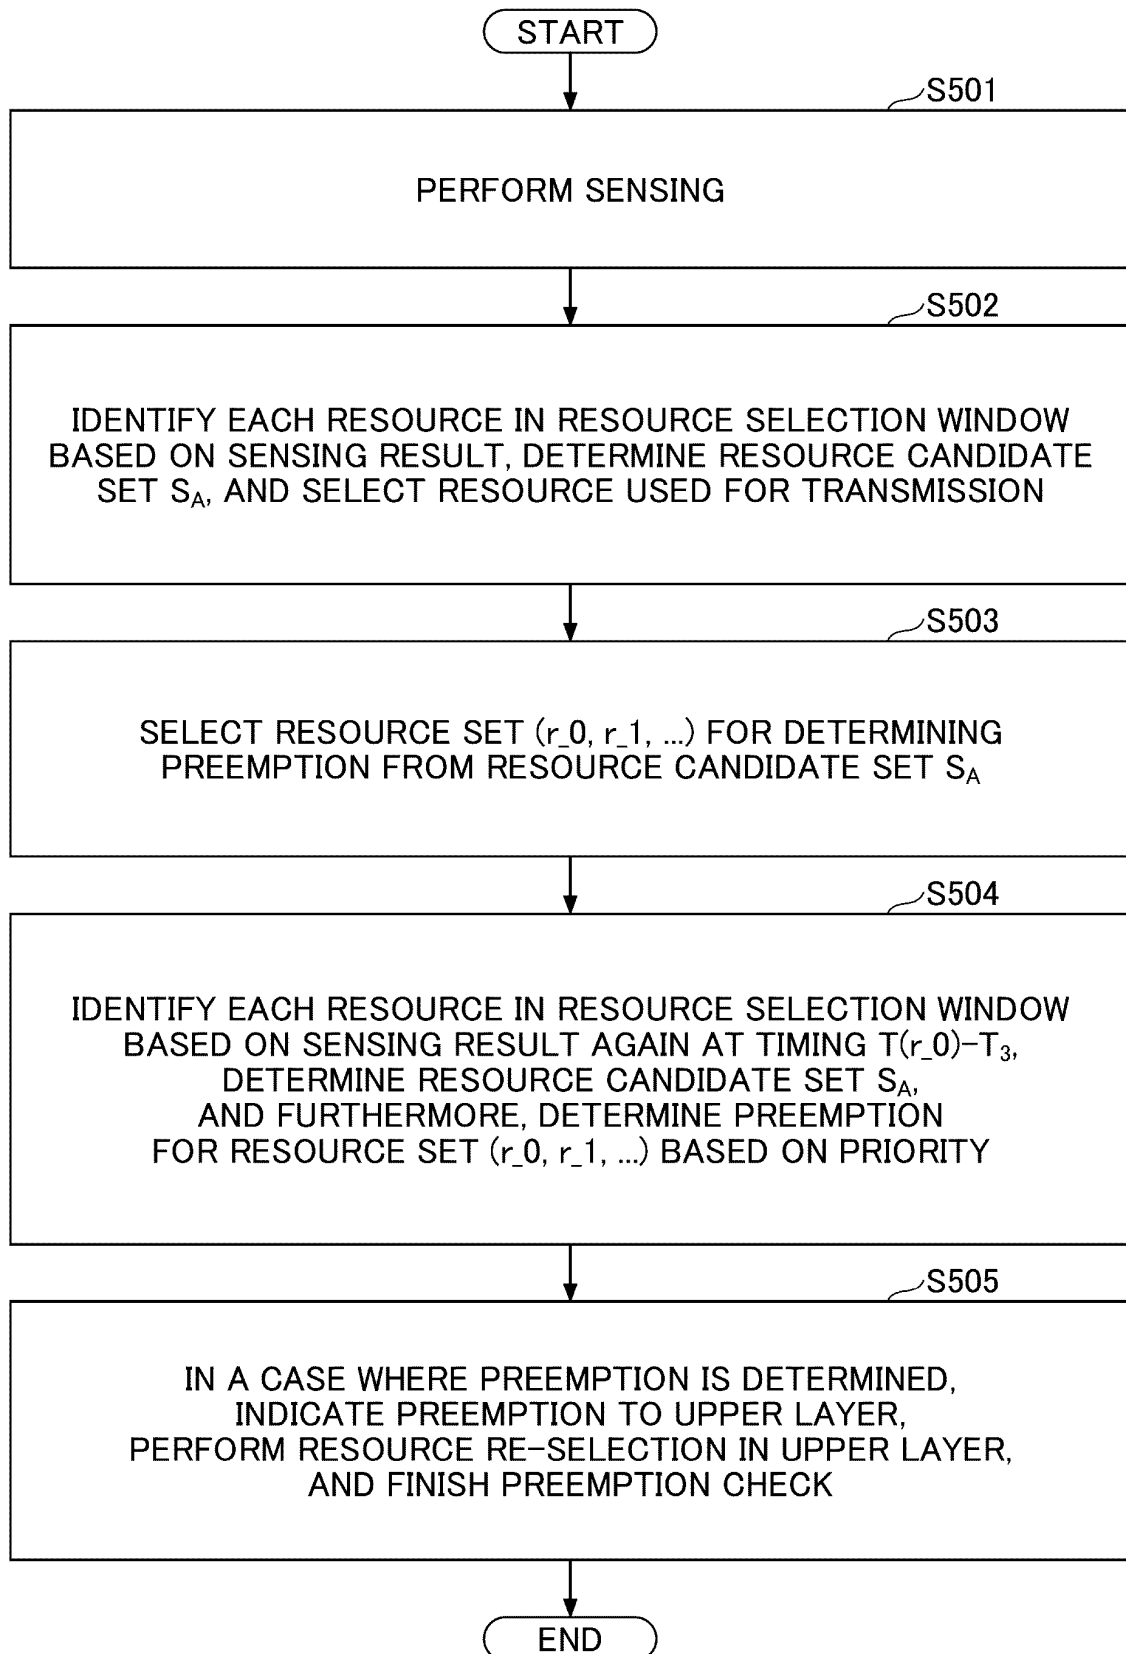 START
S501
PERFORM SENSING
S502
IDENTIFY EACH RESOURCE IN RESOURCE SELECTION WINDOW
BASED ON SENSING RESULT, DETERMINE RESOURCE CANDIDATE
SET S_A, AND SELECT RESOURCE USED FOR TRANSMISSION
S503
SELECT RESOURCE SET (r_0, r_1, ...) FOR DETERMINING
PREEMPTION FROM RESOURCE CANDIDATE SET S_A
S504
IDENTIFY EACH RESOURCE IN RESOURCE SELECTION WINDOW
BASED ON SENSING RESULT AGAIN AT TIMING T(r_0)-T_3,
DETERMINE RESOURCE CANDIDATE SET S_A,
AND FURTHERMORE, DETERMINE PREEMPTION
FOR RESOURCE SET (r_0, r_1, ...) BASED ON PRIORITY
S505
IN A CASE WHERE PREEMPTION IS DETERMINED,
INDICATE PREEMPTION TO UPPER LAYER,
PERFORM RESOURCE RE-SELECTION IN UPPER LAYER,
AND FINISH PREEMPTION CHECK
END